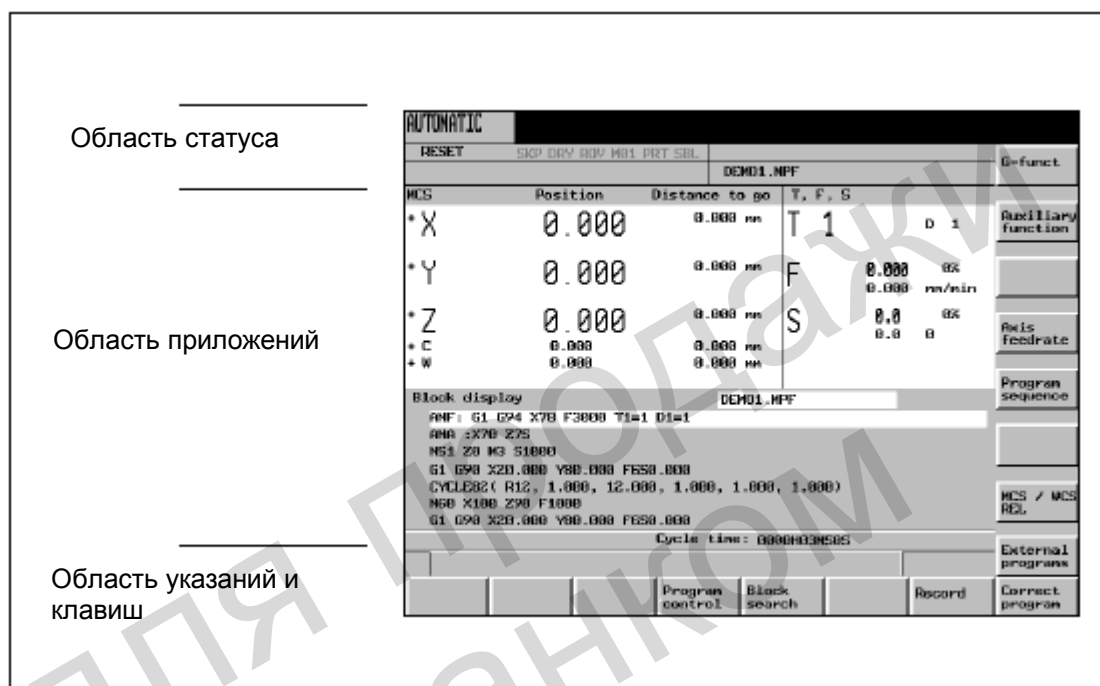 Область статуса
AUTOMATIC
RESET SKP DRY ROV M01 PRT SBL
DEMO1.MPF
G-funct.
MCS Position Distance to go T, F, S
Auxiliary
function
+ X 0.000 0.000 mm T 1 D 1
+ Y 0.000 0.000 mm F 0.000 0%
0.000 mm/min
Область приложений
+ Z 0.000 0.000 mm S 0.0 0%
0.0 0
+ C 0.000 0.000 mm
+ W 0.000 0.000 mm
Axis
feedrate
Program
sequence
Block display DEMO1.MPF
ANF: G1 G94 X70 F3000 T1=1 D1=1
AMA :X70 Z75
N51 Z0 M3 S1000
G1 G90 X20.000 Y80.000 F650.000
CYCLE82( R12, 1.000, 12.000, 1.000, 1.000, 1.000)
N60 X100 Z90 F1000
G1 G90 X20.000 Y80.000 F650.000
MCS / WCS
REL
Cycle time: 0000H03M50S
External
programs
Область указаний и
клавиш
Program
control
Block
search
Record
Correct
program
продажи